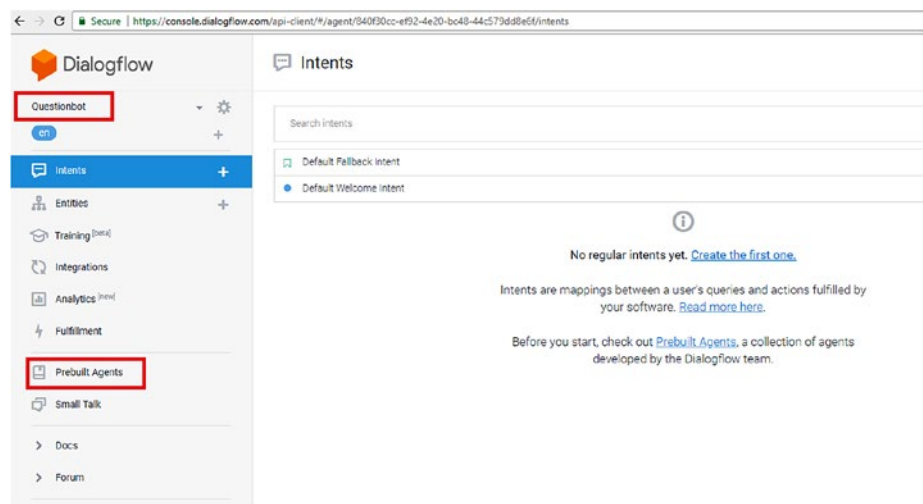 Secure | https://console.dialogflow.com/api-client/#/agent/840f30cc-ef92-4e20-bc48-44c579dd8e6f/intents
Dialogflow
Intents
Questionbot
en
Search intents
Intents
Default Fallback Intent
Default Welcome Intent
Entities
Training [beta]
Integrations
Analytics [new]
Fulfillment
No regular intents yet. Create the first one.
Intents are mappings between a user's queries and actions fulfilled by
your software. Read more here.
Before you start, check out Prebuilt Agents, a collection of agents
developed by the Dialogflow team.
Prebuilt Agents
Small Talk
Docs
Forum